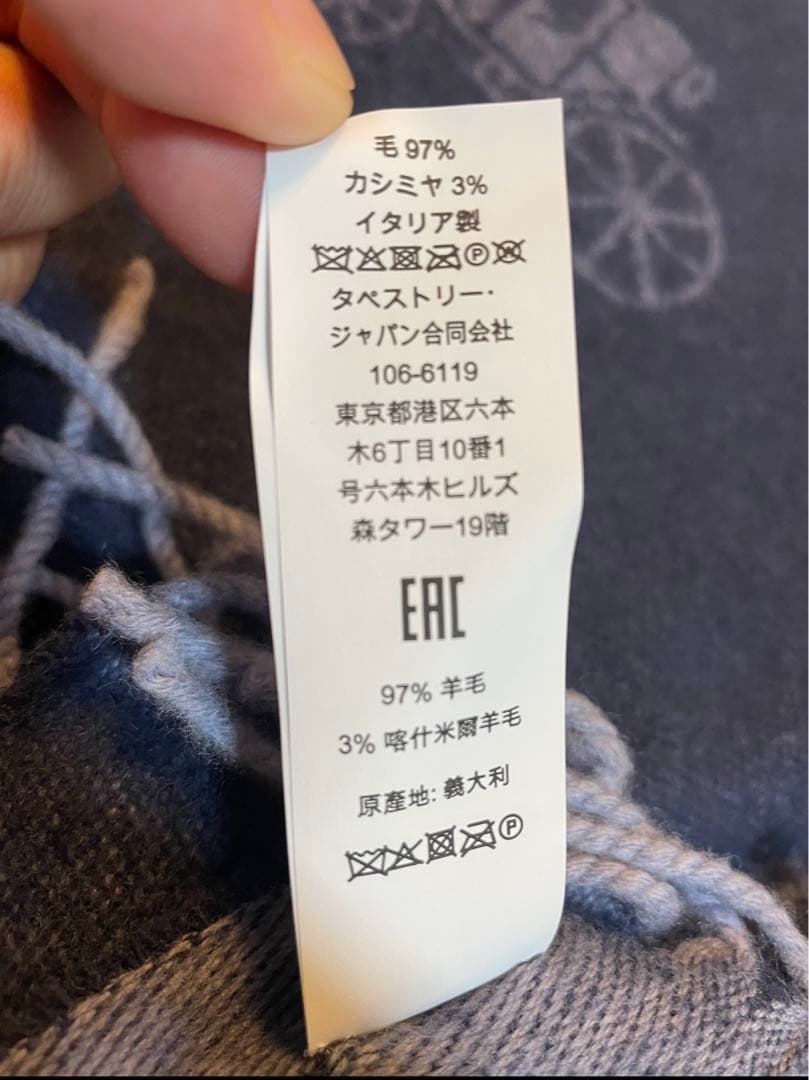 毛 97%
カシミヤ 3%
イタリア製
P W
タペストリー・
ジャパン合同会社
106-6119
東京都港区六本
木6丁目10番1
号六本木ヒルズ
森タワー19階
EAC
97% 羊毛
3% 喀什米爾羊毛
原產地: 義大利
P